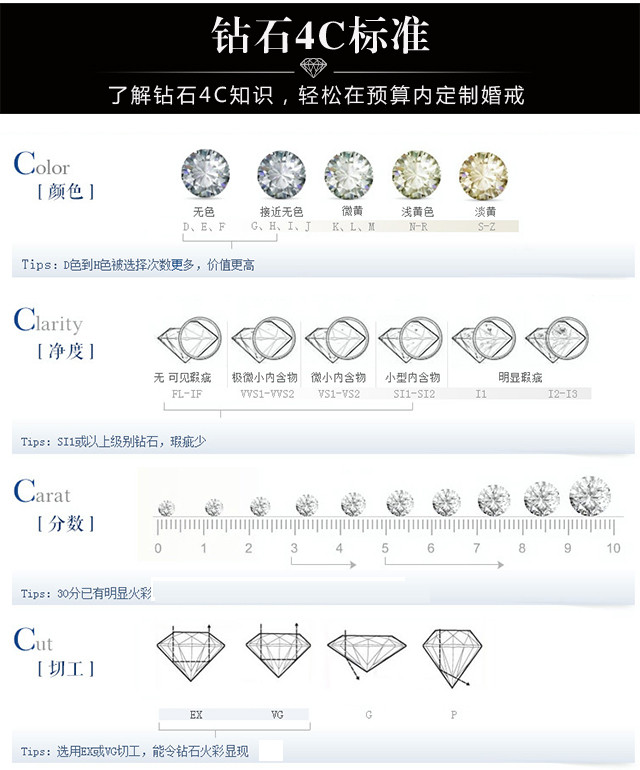 钻石4C标准
了解钻石4C知识，轻松在预算内定制婚戒
Color
[ 颜色 ]
无色 接近无色 微黄 浅黄色 淡黄
D、E、F G、H、I、J K、L、M N-R S-Z
Tips：D色到H色被选择次数更多，价值更高
Clarity
[ 净度 ]
无 可见瑕疵 极微小内含物 微小内含物 小型内含物 明显瑕疵
FL-IF VVS1-VVS2 VS1-VS2 SI1-SI2 I1 I2-I3
Tips：SI1或以上级别钻石，瑕疵少
Carat
[ 分数 ]
0 1 2 3 4 5 6 7 8 9 10
Tips：30分已有明显火彩
Cut
[ 切工 ]
EX VG G P
Tips：选用EX或VG切工，能令钻石火彩显现